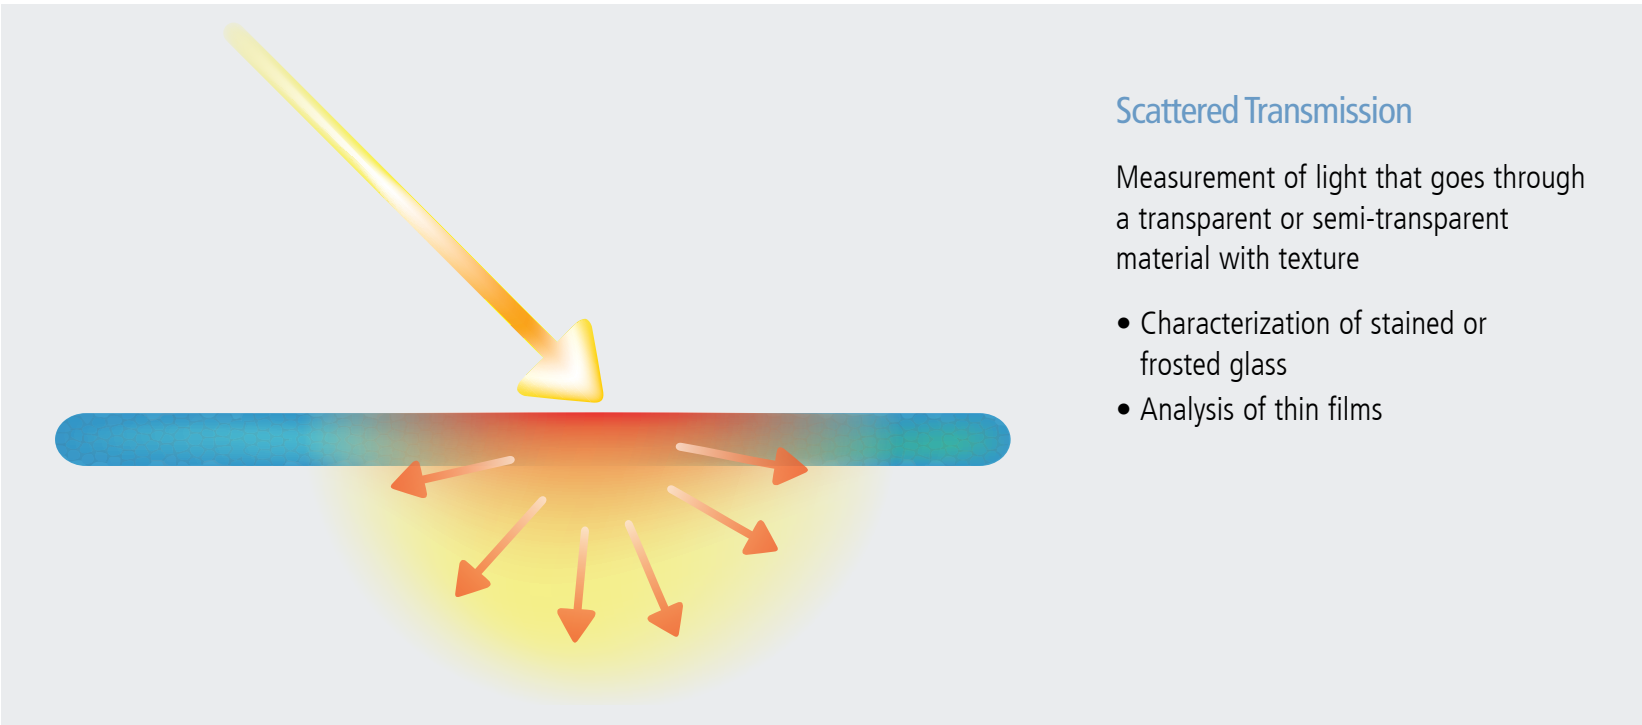 Scattered Transmission
Measurement of light that goes through
a transparent or semi-transparent
material with texture
• Characterization of stained or
frosted glass
• Analysis of thin films